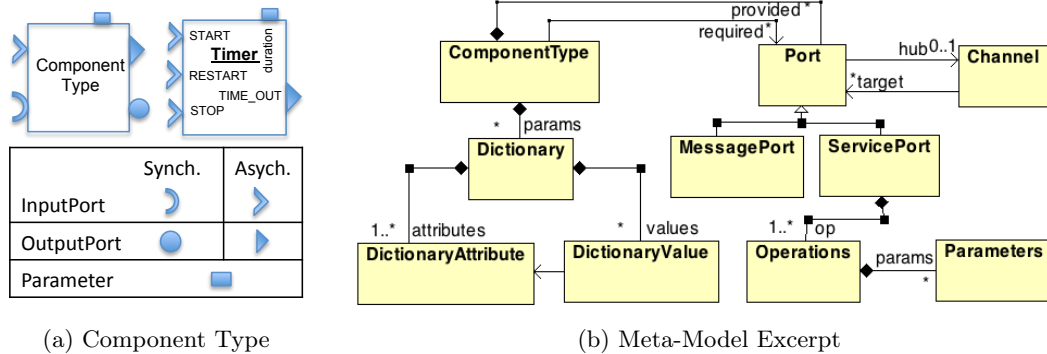 Component
Type
START
Timer
duration
RESTART
TIME_OUT
STOP
Synch. Asych.
InputPort
OutputPort
Parameter
(a) Component Type
provided *
required*
ComponentType
Port
hub 0..1
Channel
* target
* params
Dictionary
MessagePort
ServicePort
1..* attributes
* values
1..* op
DictionaryAttribute
DictionaryValue
Operations
params
*
Parameters
(b) Meta-Model Excerpt